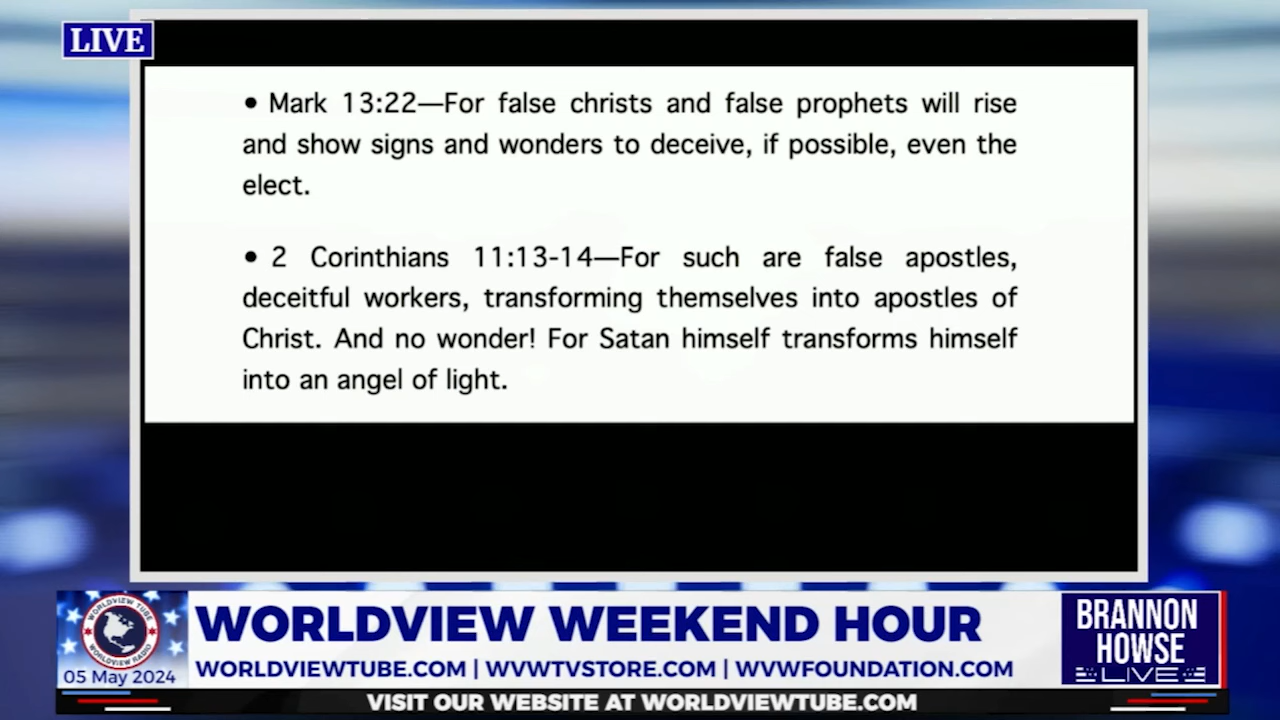 LIVE
• Mark 13:22—For false christs and false prophets will rise
and show signs and wonders to deceive, if possible, even the
elect.
• 2 Corinthians 11:13-14—For such are false apostles,
deceitful workers, transforming themselves into apostles of
Christ. And no wonder! For Satan himself transforms himself
into an angel of light.
WORLDVIEW TUBE
WORLDVIEW RADIO
05 May 2024
WORLDVIEW WEEKEND HOUR
WORLDVIEWTUBE.COM | WVWTVSTORE.COM | WVWFOUNDATION.COM
BRANNON
HOWSE
LIVE
VISIT OUR WEBSITE AT WORLDVIEWTUBE.COM